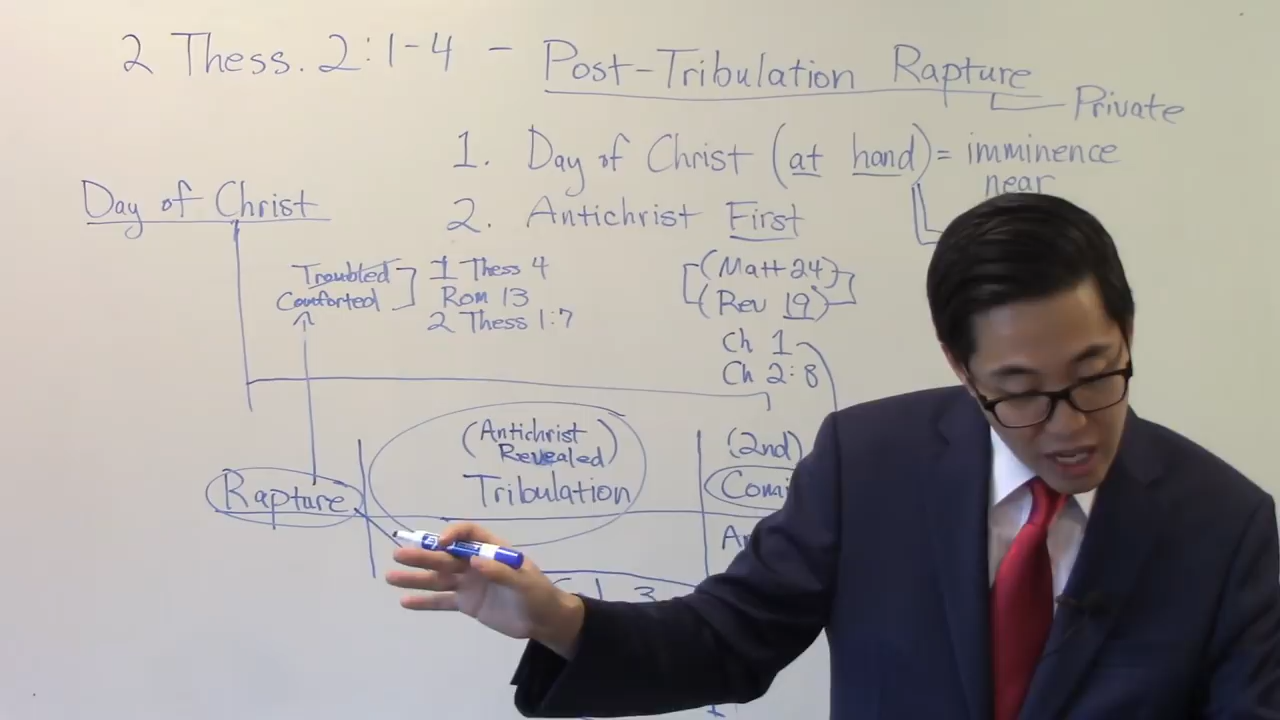 2 Thess. 2:1-4 - Post-Tribulation Rapture
Private
1. Day of Christ (at hand) = imminence
near
Day of Christ
2. Antichrist First
Troubled
Comforted
1 Thess 4
Rom 13
2 Thess 1:7
(Matt 24)
(Rev 19)
Ch 1
Ch 2:8
(Antichrist
Revealed)
Tribulation
Rapture
(2nd)